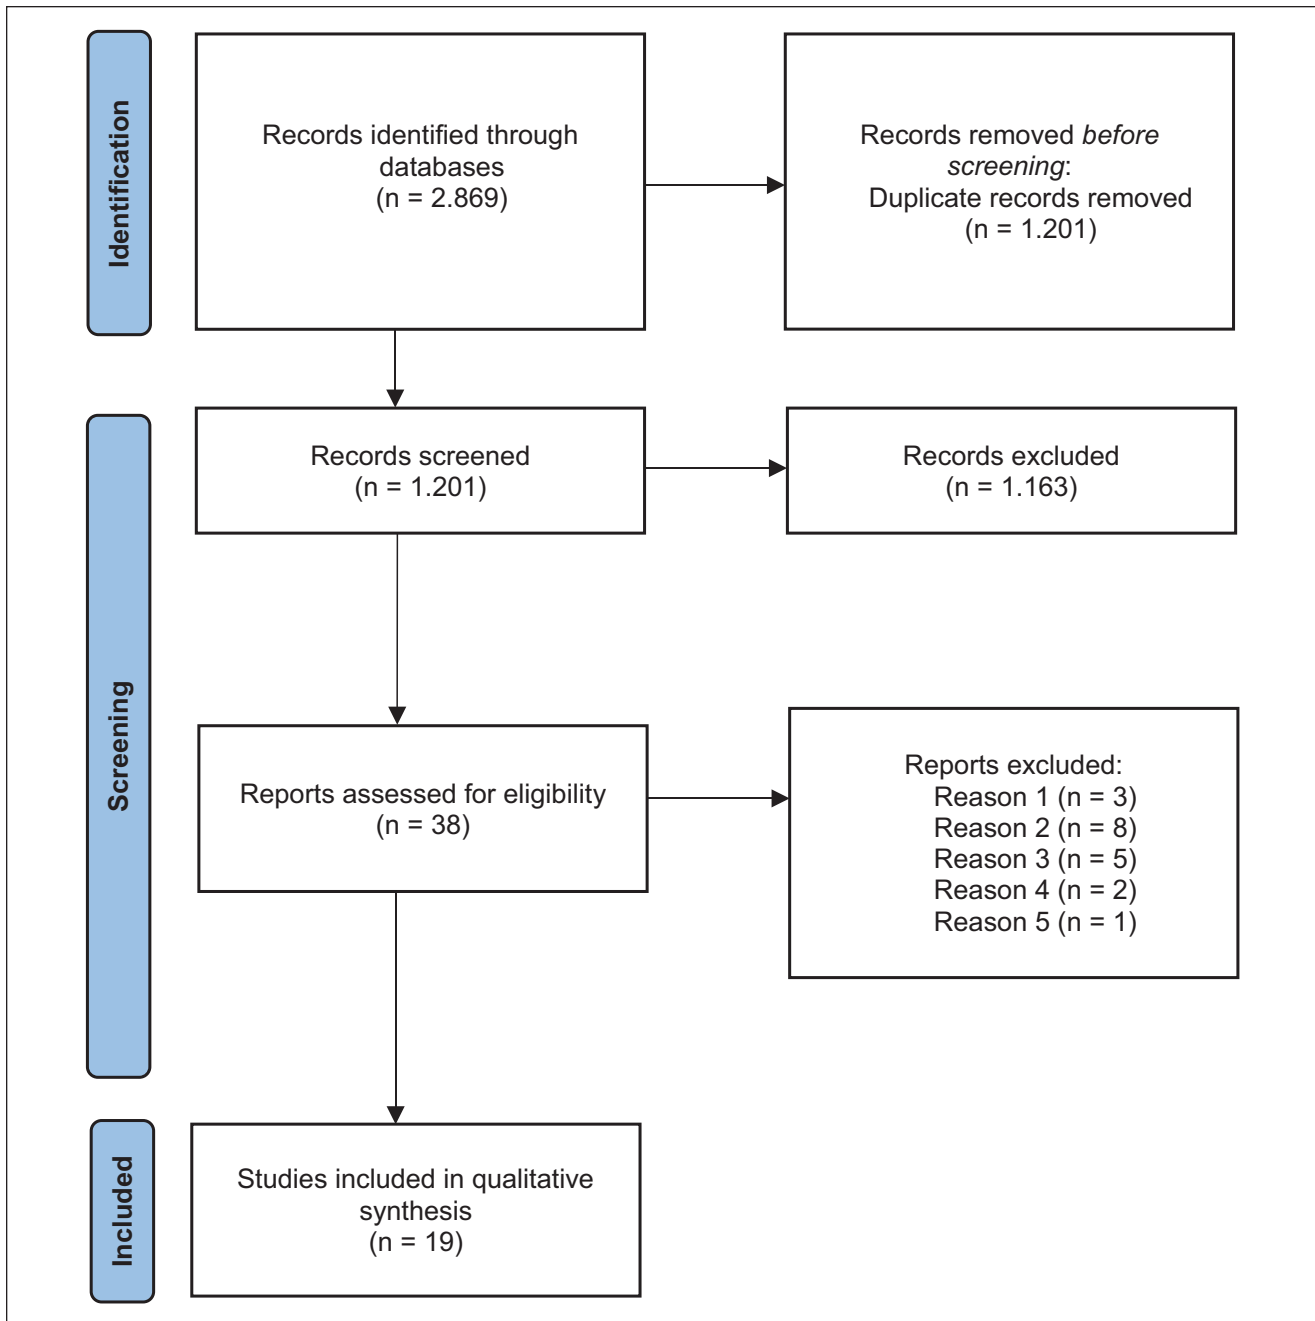 Identification
Records identified through
databases
(n = 2.869)
Records removed before
screening:
Duplicate records removed
(n = 1.201)
Screening
Records screened
(n = 1.201)
Records excluded
(n = 1.163)
Reports assessed for eligibility
(n = 38)
Reports excluded:
Reason 1 (n = 3)
Reason 2 (n = 8)
Reason 3 (n = 5)
Reason 4 (n = 2)
Reason 5 (n = 1)
Included
Studies included in qualitative
synthesis
(n = 19)